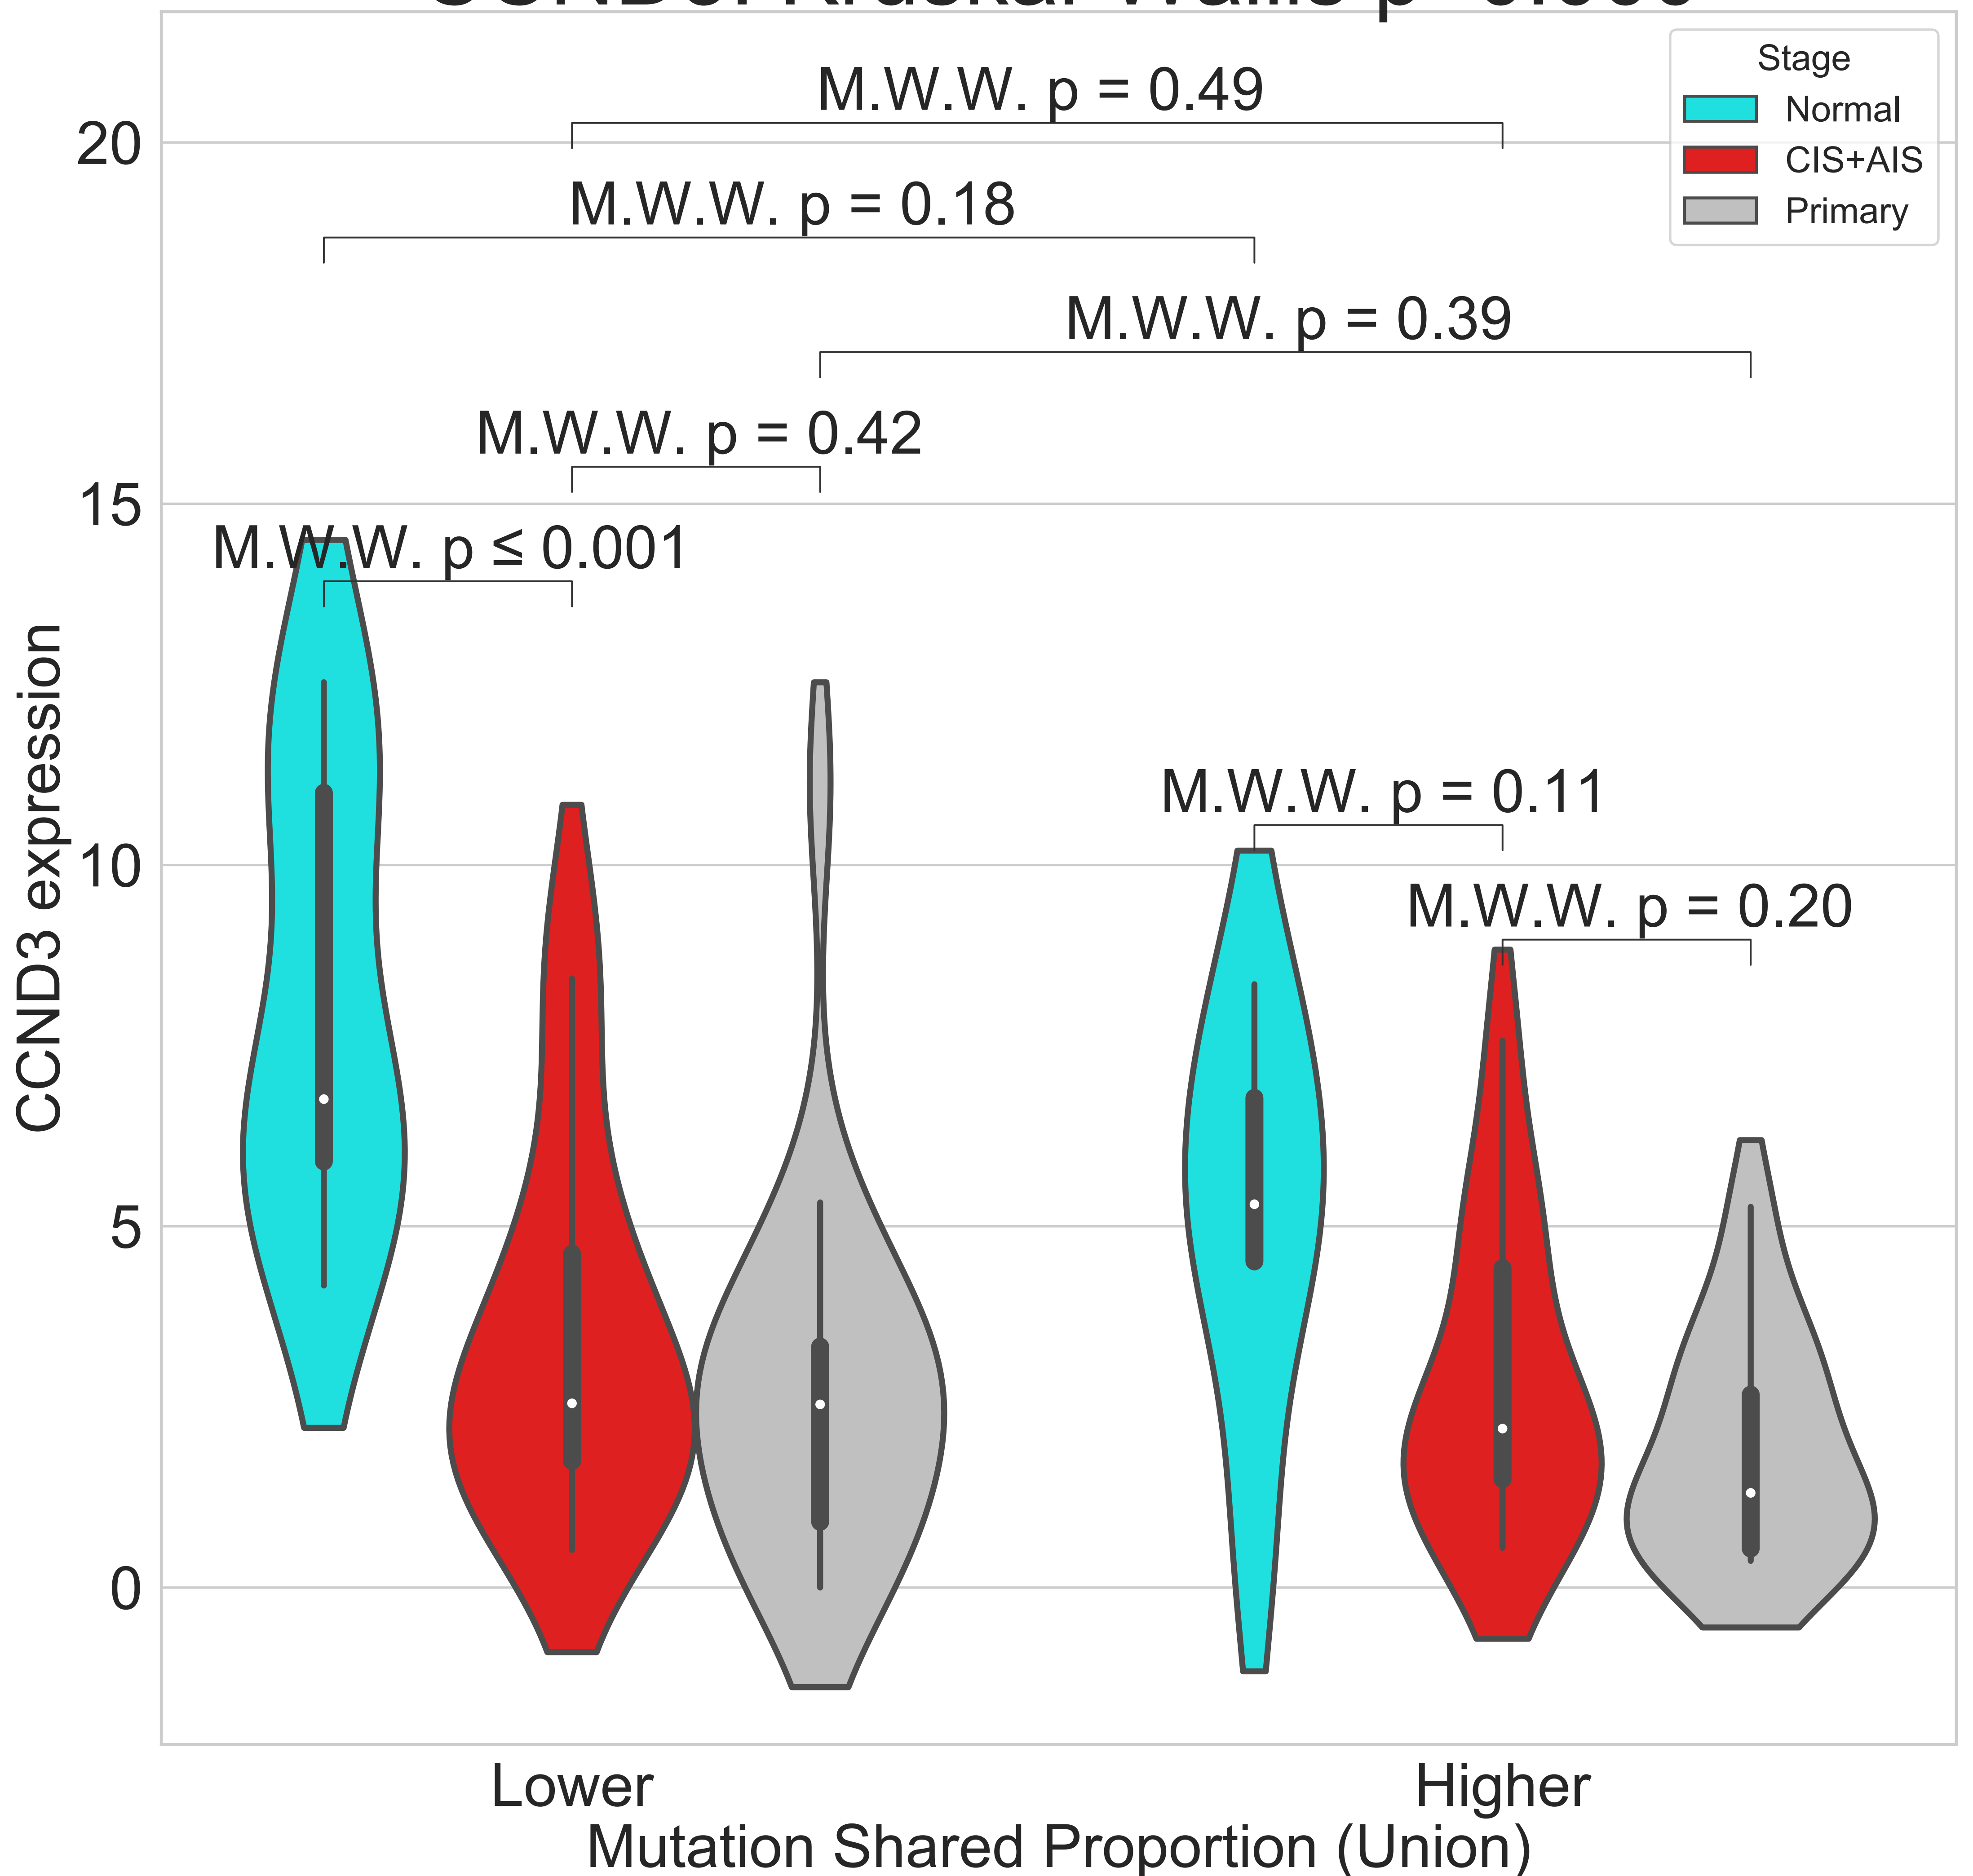 Stage
Normal
CIS+AIS
Primary
M.W.W. p = 0.49
M.W.W. p = 0.18
M.W.W. p = 0.39
M.W.W. p = 0.42
M.W.W. p ≤ 0.001
M.W.W. p = 0.11
M.W.W. p = 0.20
20
15
10
5
0
CCND3 expression
Lower
Higher
Mutation Shared Proportion (Union)